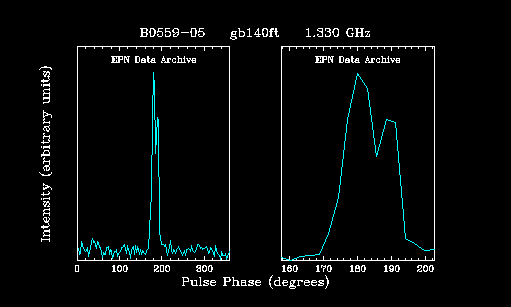 B0559-05 gb140ft 1.330 GHz
EPN Data Archive EPN Data Archive
Intensity (arbitrary units)
0 100 200 300 160 170 180 190 200
Pulse Phase (degrees)